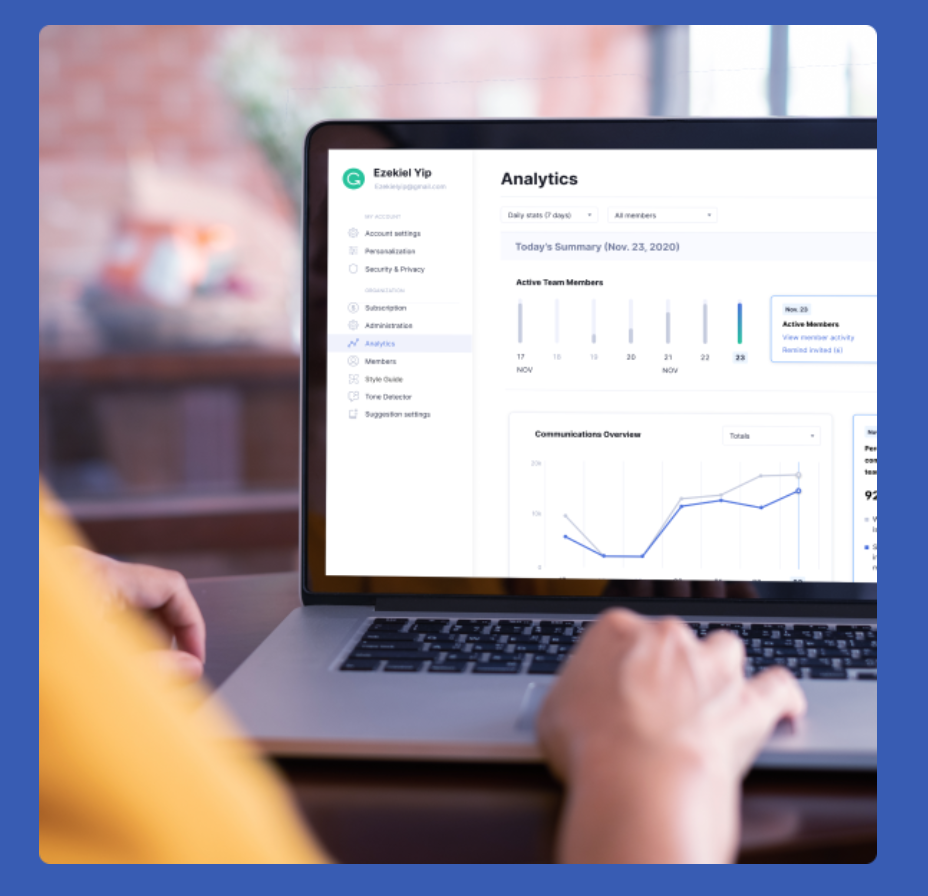 Ezekiel Yip
Ezekielyip@gmail.com
MY ACCOUNT
Account settings
Personalization
Security & Privacy
ORGANIZATION
Subscription
Administration
Analytics
Members
Style Guide
Tone Detector
Suggestion settings
Analytics
Daily stats (7 days)
All members
Today's Summary (Nov. 23, 2020)
Active Team Members
17 18 19 20 21 22 23
NOV NOV
Nov. 23
Active Members
View member activity
Remind invited (6)
Communications Overview
Totals
20k
10k
0
92